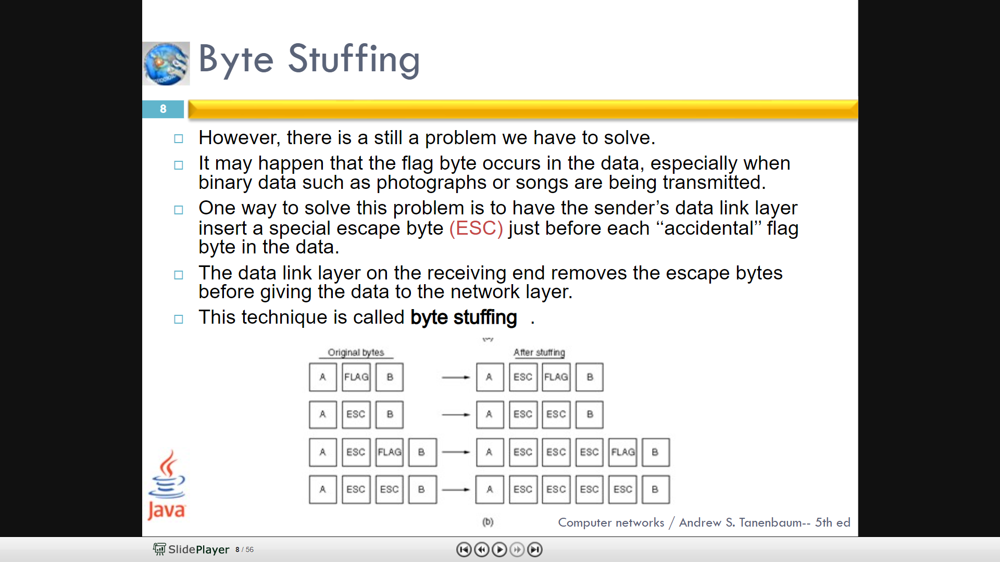 Byte Stuffing
8
However, there is a still a problem we have to solve.
It may happen that the flag byte occurs in the data, especially when
binary data such as photographs or songs are being transmitted.
One way to solve this problem is to have the sender’s data link layer
insert a special escape byte (ESC) just before each ‘‘accidental’’ flag
byte in the data.
The data link layer on the receiving end removes the escape bytes
before giving the data to the network layer.
This technique is called byte stuffing .
Original bytes After stuffing
A FLAG B A ESC FLAG B
A ESC B A ESC ESC B
A ESC FLAG B A ESC ESC ESC FLAG B
A ESC ESC B A ESC ESC ESC ESC B
(b)
Java
Computer networks / Andrew S. Tanenbaum-- 5th ed
SlidePlayer 8 / 56